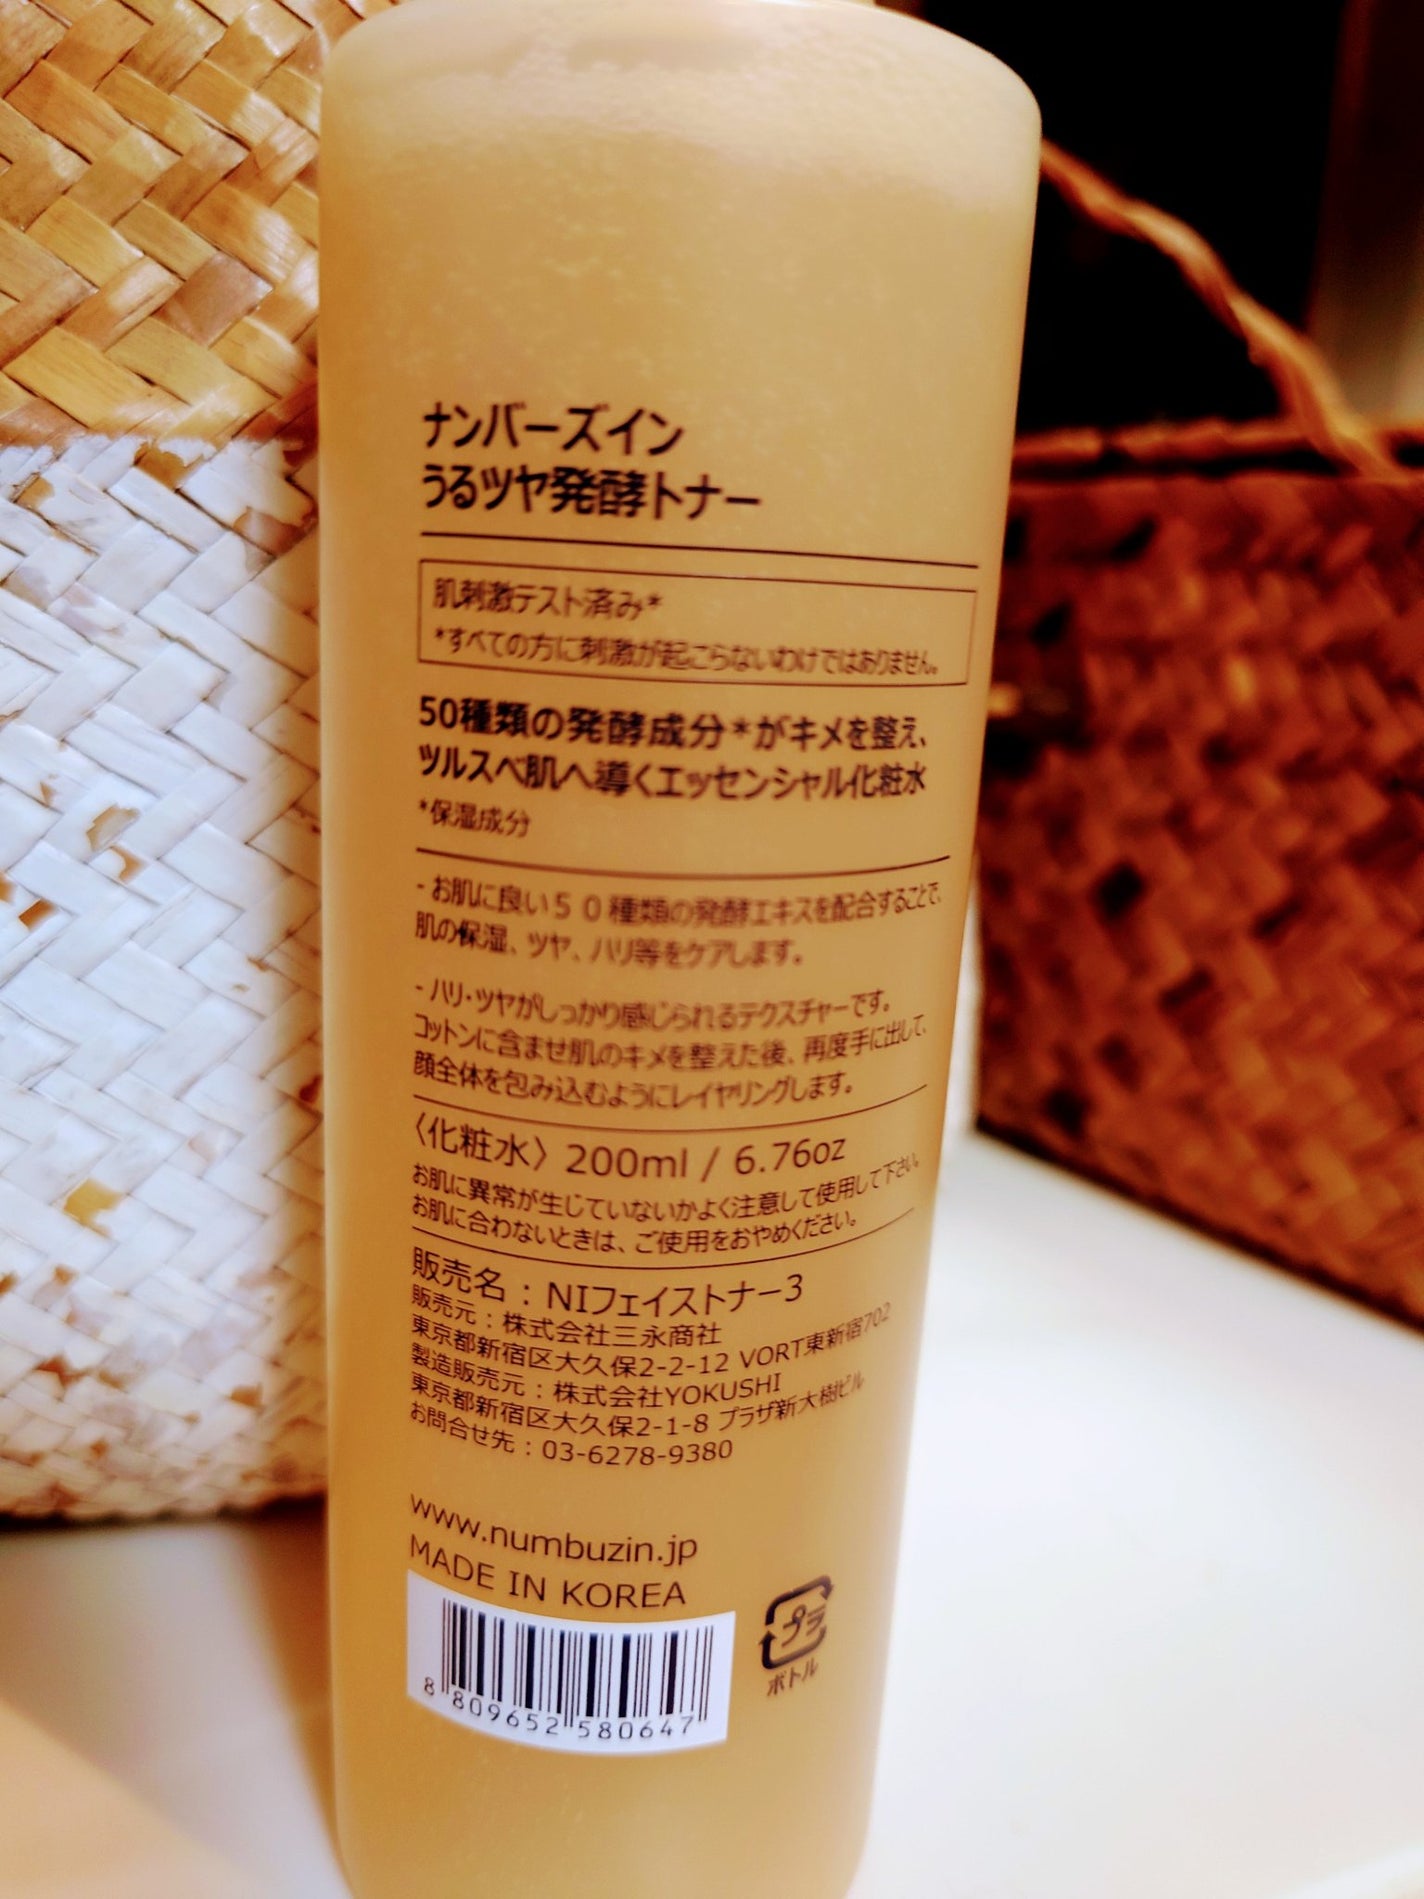 ナンバーズイン
うるツヤ発酵トナー
肌刺激テスト済み*
*すべての方に刺激が起こらないわけではありません。
50種類の発酵成分*がキメを整え、
ツルスベ肌へ導くエッセンシャル化粧水
*保湿成分
- お肌に良い５０種類の発酵エキスを配合することで、
肌の保湿、ツヤ、ハリ等をケアします。
- ハリ・ツヤがしっかり感じられるテクスチャーです。
コットンに含ませ肌のキメを整えた後、再度手に出して、
顔全体を包み込むようにレイヤリングします。
〈化粧水〉200ml / 6.76oz
お肌に異常が生じていないかよく注意して使用して下さい。
お肌に合わないときは、ご使用をおやめください。
販売名：NIフェイストナー3
販売元：株式会社三永商社
東京都新宿区大久保2-2-12 VORT東新宿702
製造販売元：株式会社YOKUSHI
東京都新宿区大久保2-1-8 プラザ新大樹ビル
お問合せ先：03-6278-9380
www.numbuzin.jp
MADE IN KOREA
8 809652 580647
プラ
ボトル